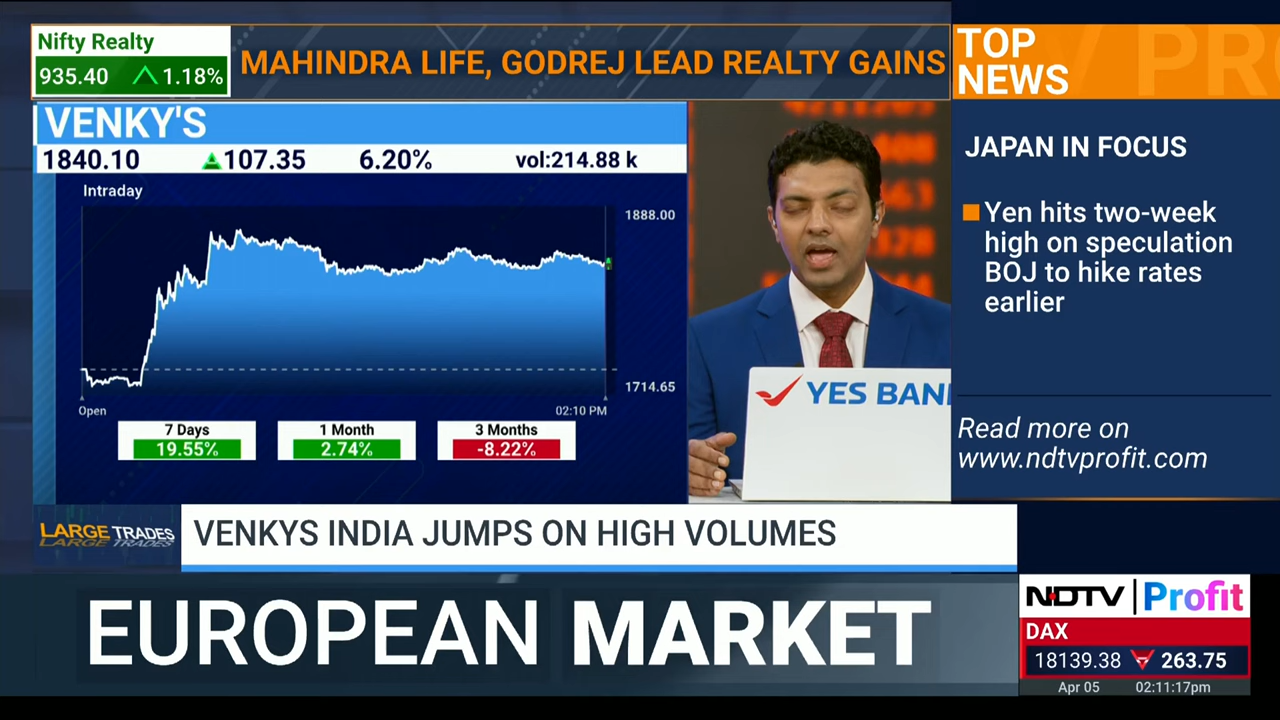 Nifty Realty
935.40 1.18%
MAHINDRA LIFE, GODREJ LEAD REALTY GAINS
TOP
NEWS
VENKY'S
1840.10 107.35 6.20% vol:214.88 k
Intraday
1888.00
1714.65
Open 02:10 PM
7 Days 1 Month 3 Months
19.55% 2.74% -8.22%
YES BAN
JAPAN IN FOCUS
Yen hits two-week
high on speculation
BOJ to hike rates
earlier
Read more on
www.ndtvprofit.com
LARGE TRADES
VENKYS INDIA JUMPS ON HIGH VOLUMES
EUROPEAN MARKET
NDTV Profit
DAX
18139.38 263.75
Apr 05 02:11:17pm